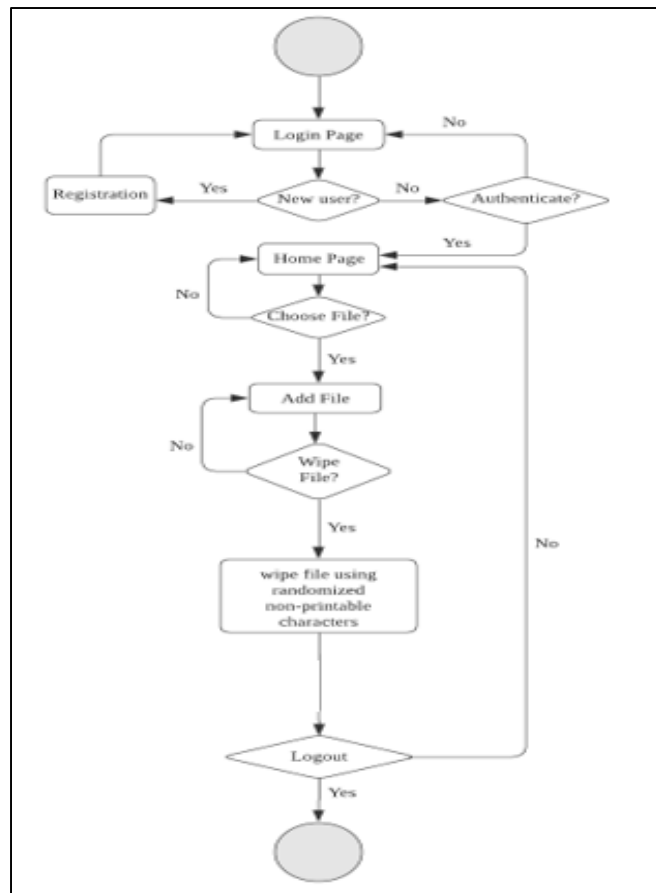 No
Login Page
Registration
Yes
New user?
No
Authenticate?
Yes
Home Page
No
Choose File?
Yes
Add File
No
Wipe
File?
Yes
No
wipe file using
randomized
non-printable
characters
Logout
Yes